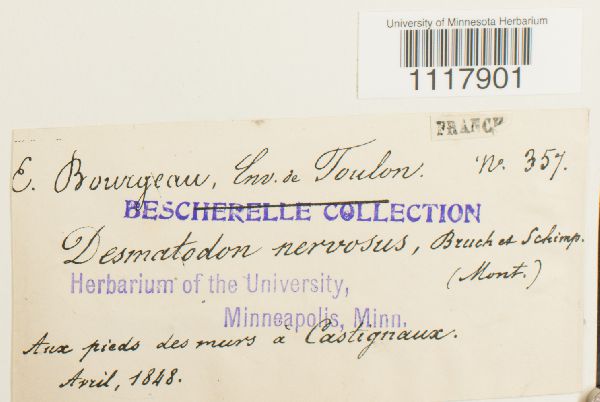 University of Minnesota Herbarium
1117901
FRANCE
E. Bourgeau, Env. de Toulon. No. 357.
BESCHERELLE COLLECTION
Desmatodon nervosus, Bruch et Schimp.
(Mont.)
Herbarium of the University,
Minneapolis, Minn.
Aux pieds des murs à Castignaux.
Avril, 1848.